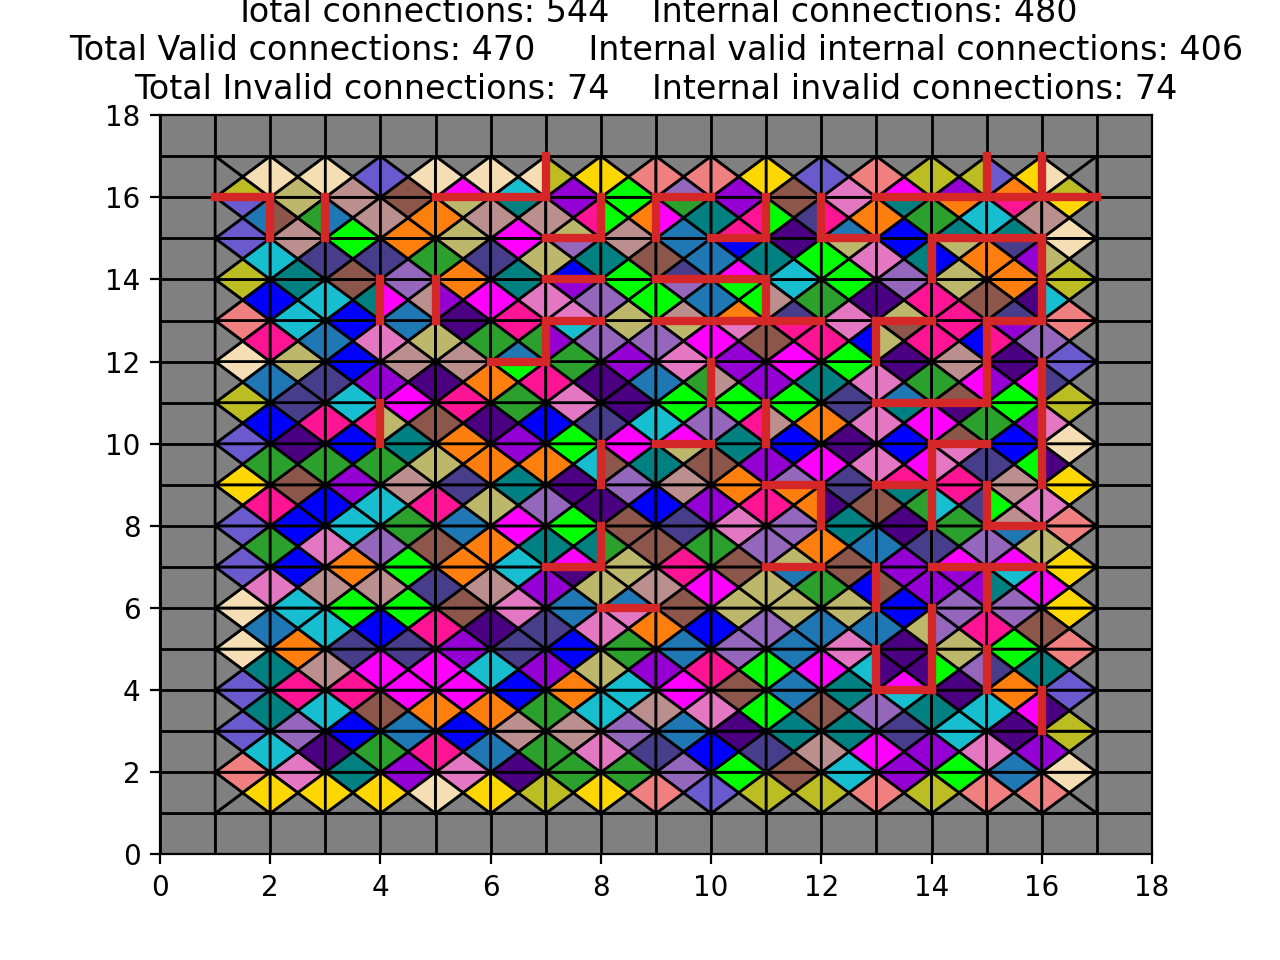 Total connections: 544 Internal connections: 480
Total Valid connections: 470 Internal valid internal connections: 406
Total Invalid connections: 74 Internal invalid connections: 74
18
16
14
12
10
8
6
4
2
0
0 2 4 6 8 10 12 14 16 18